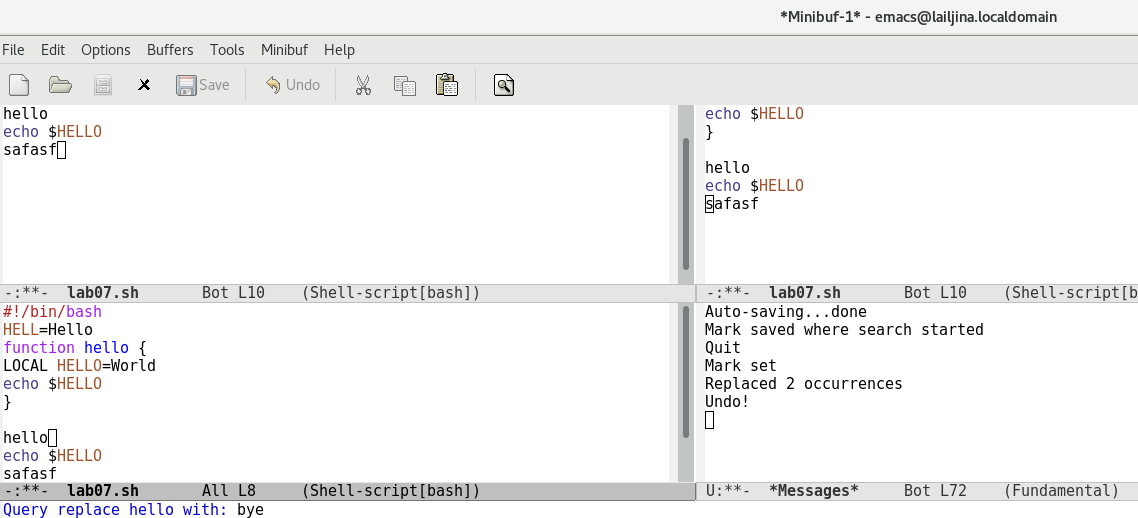 *Minibuf-1* - emacs@lailjina.localdomain
File Edit Options Buffers Tools Minibuf Help
Save Undo
hello
echo $HELLO
safasf
-:**- lab07.sh Bot L10 (Shell-script[bash])
echo $HELLO
}
hello
echo $HELLO
safasf
-:**- lab07.sh Bot L10 (Shell-script[b
#!/bin/bash
HELL=Hello
function hello {
LOCAL HELLO=World
echo $HELLO
}
hello
echo $HELLO
safasf
-:**- lab07.sh All L8 (Shell-script[bash])
Auto-saving...done
Mark saved where search started
Quit
Mark set
Replaced 2 occurrences
Undo!
U:**- *Messages* Bot L72 (Fundamental)
Query replace hello with: bye